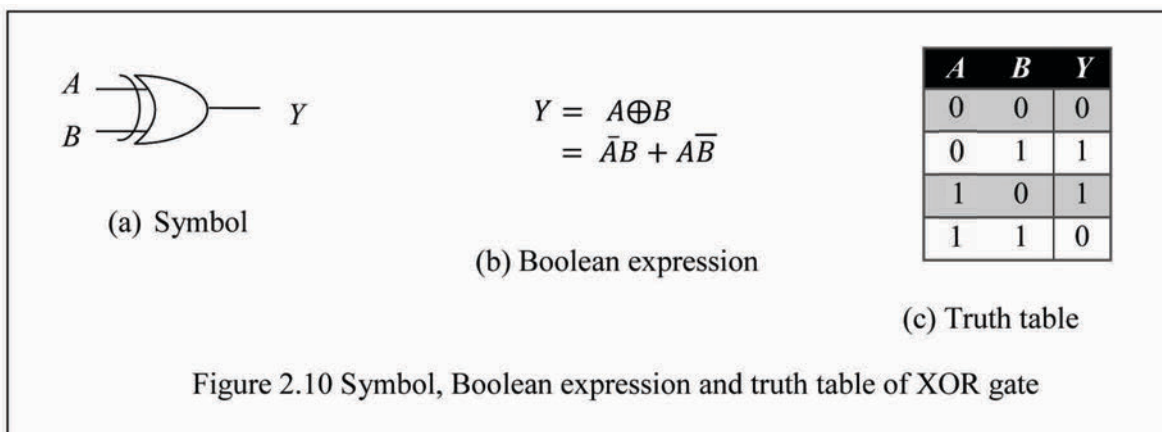 A
B
Y
(a) Symbol
Y = A⊕B
= A̅B + AB̅
(b) Boolean expression
A B Y
0 0 0
0 1 1
1 0 1
1 1 0
(c) Truth table
Figure 2.10 Symbol, Boolean expression and truth table of XOR gate